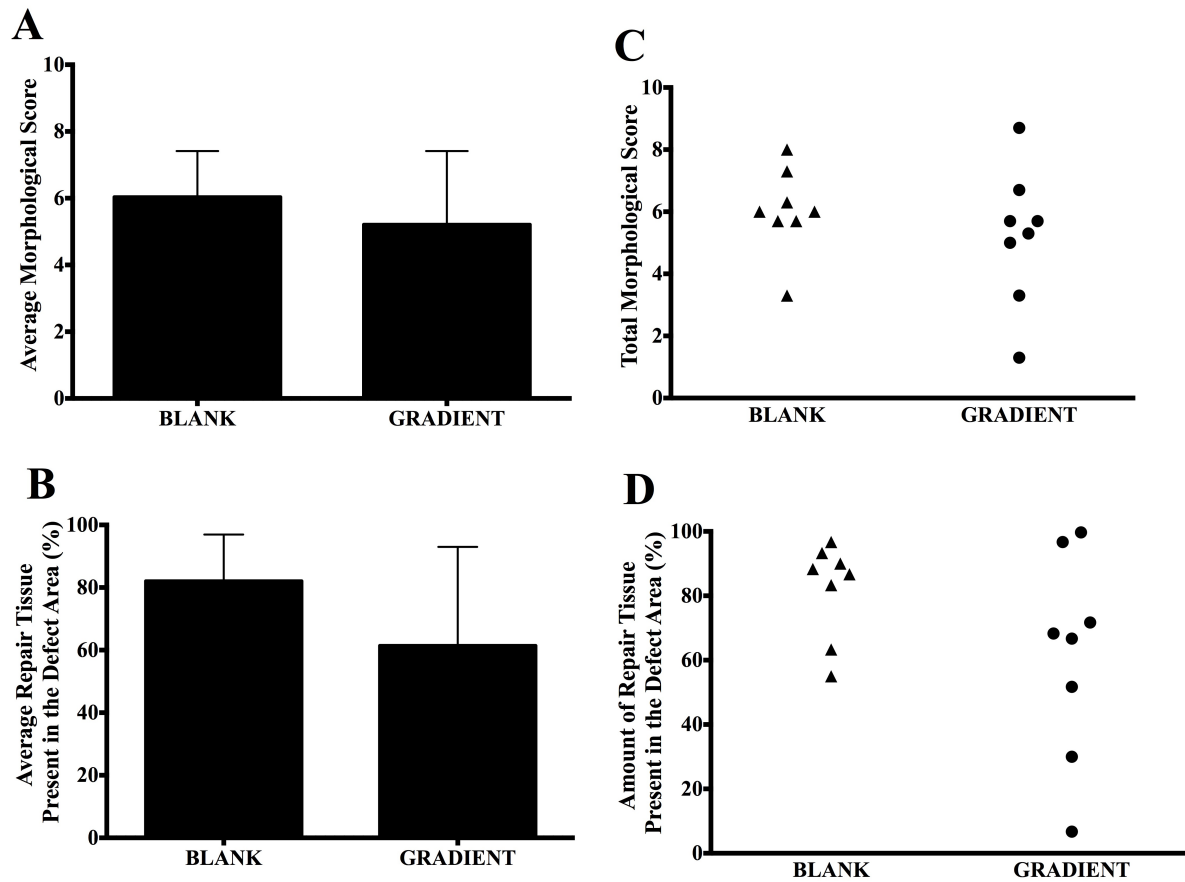 A
Average Morphological Score
10
8
6
4
2
0
BLANK
GRADIENT
C
Total Morphological Score
10
8
6
4
2
0
BLANK
GRADIENT
B
Average Repair Tissue
Present in the Defect Area (%)
100
80
60
40
20
0
BLANK
GRADIENT
D
Amount of Repair Tissue
Present in the Defect Area (%)
100
80
60
40
20
0
BLANK
GRADIENT